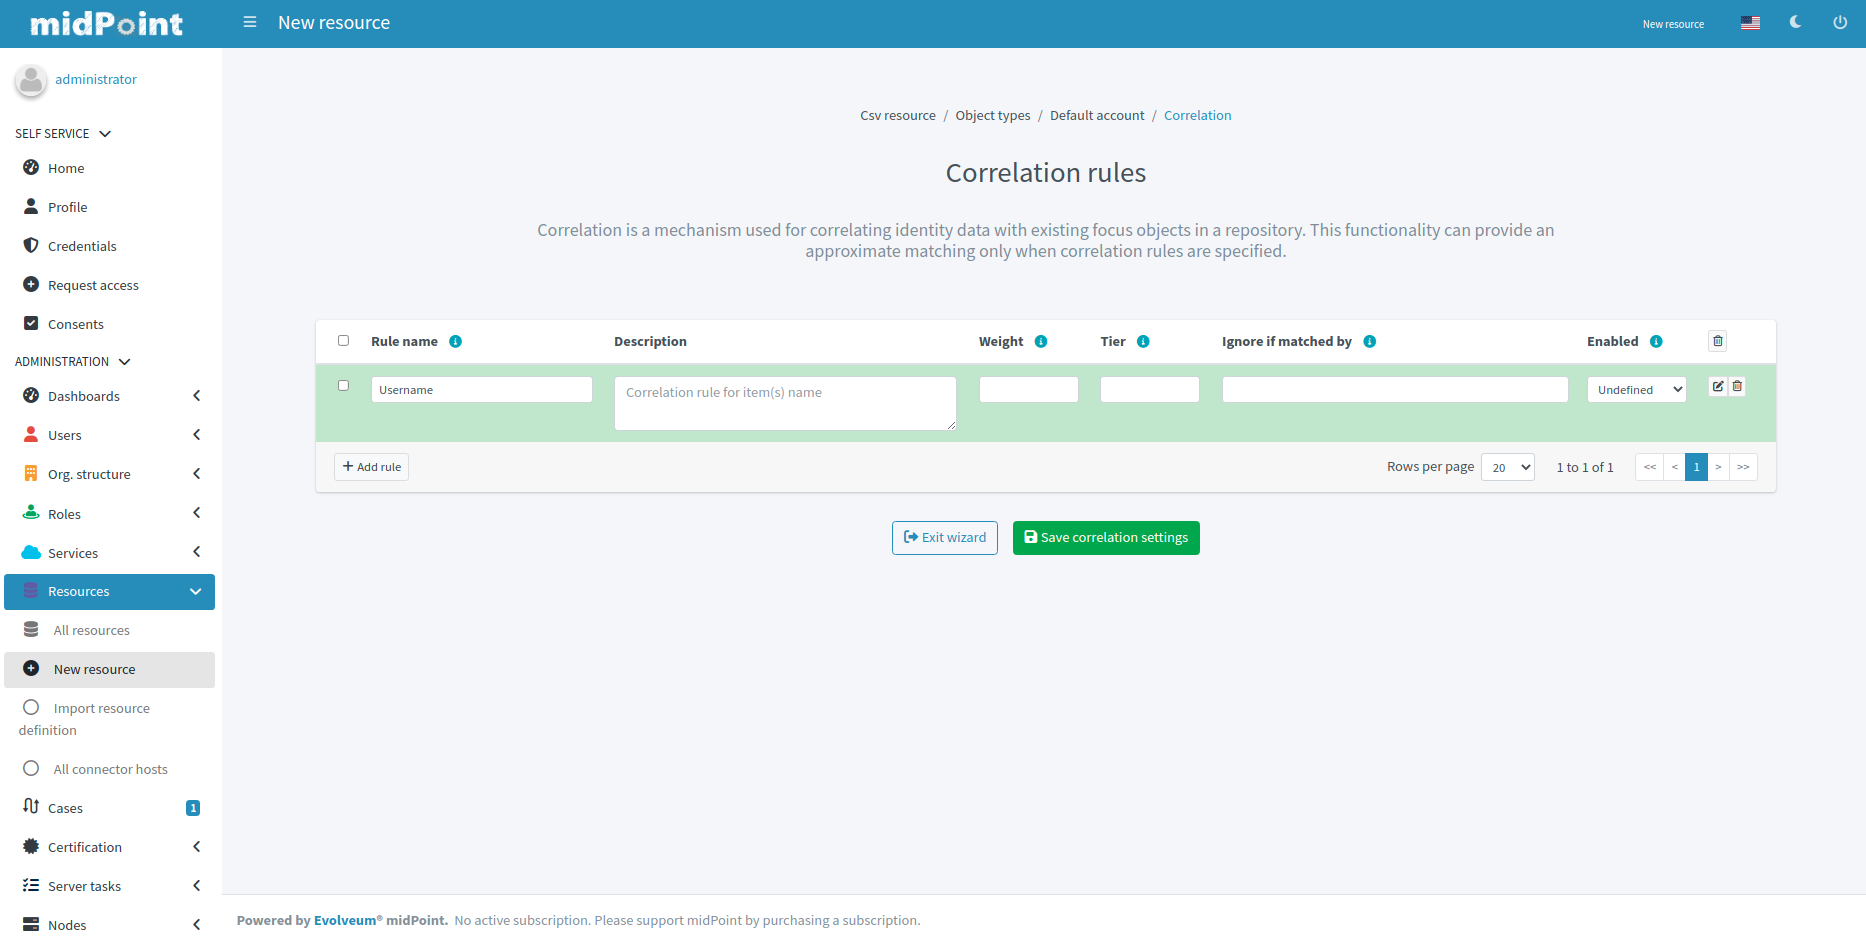 midPoint
New resource
New resource
administrator
SELF SERVICE
Home
Profile
Credentials
Request access
Consents
ADMINISTRATION
Dashboards
Users
Org. structure
Roles
Services
Resources
All resources
New resource
Import resource
definition
All connector hosts
Cases 1
Certification
Server tasks
Nodes
Csv resource / Object types / Default account / Correlation
Correlation rules
Correlation is a mechanism used for correlating identity data with existing focus objects in a repository. This functionality can provide an
approximate matching only when correlation rules are specified.
Rule name Description Weight Tier Ignore if matched by Enabled
Username Correlation rule for item(s) name Undefined
Add rule Rows per page 20 1 to 1 of 1 << < 1 > >>
Exit wizard Save correlation settings
Powered by Evolveum® midPoint. No active subscription. Please support midPoint by purchasing a subscription.